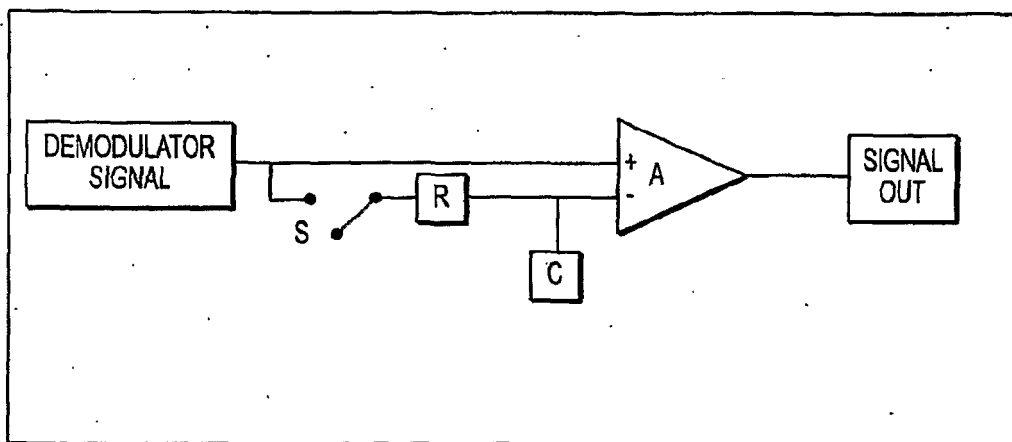 DEMODULATOR
SIGNAL
S
R
C
+
-
A
SIGNAL
OUT